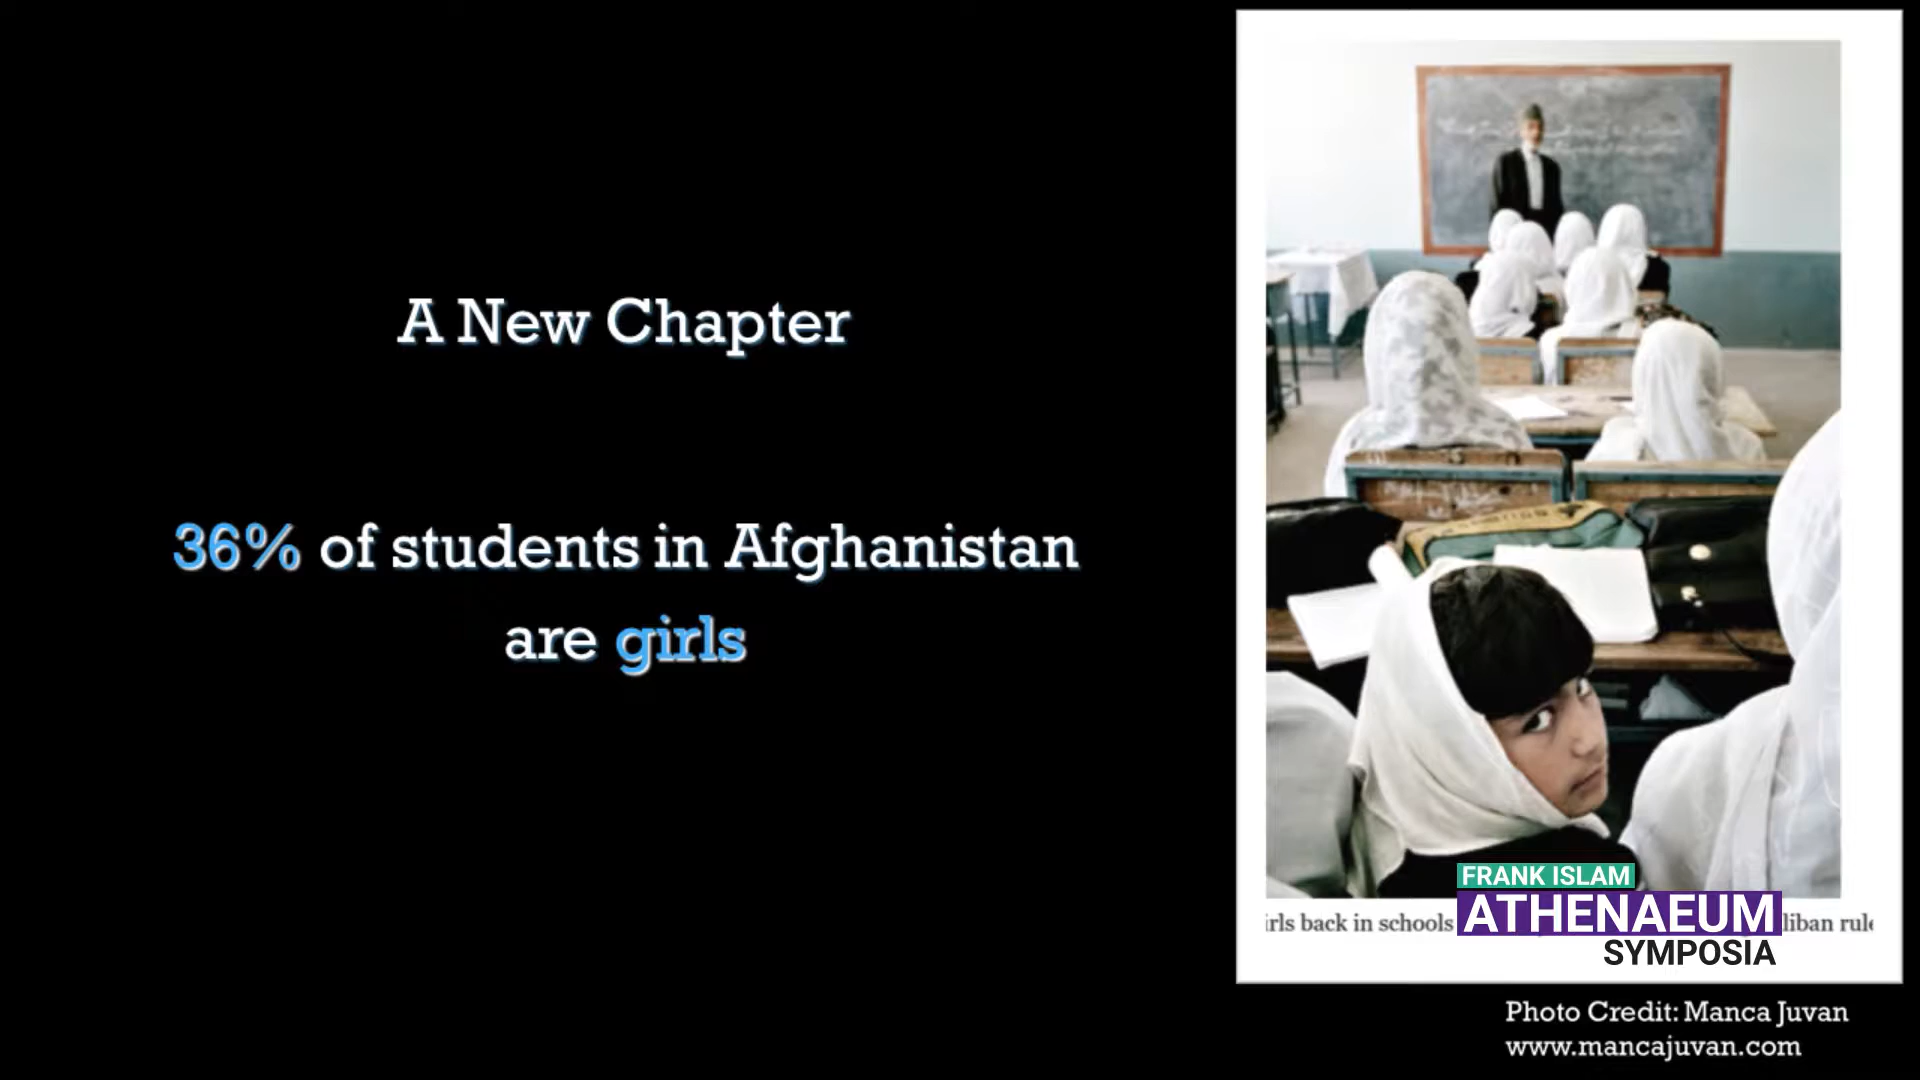 A New Chapter
36% of students in Afghanistan
are girls
irls back in schools
liban rule
FRANK ISLAM
ATHENAEUM
SYMPOSIA
Photo Credit: Manca Juvan
www.mancajuvan.com